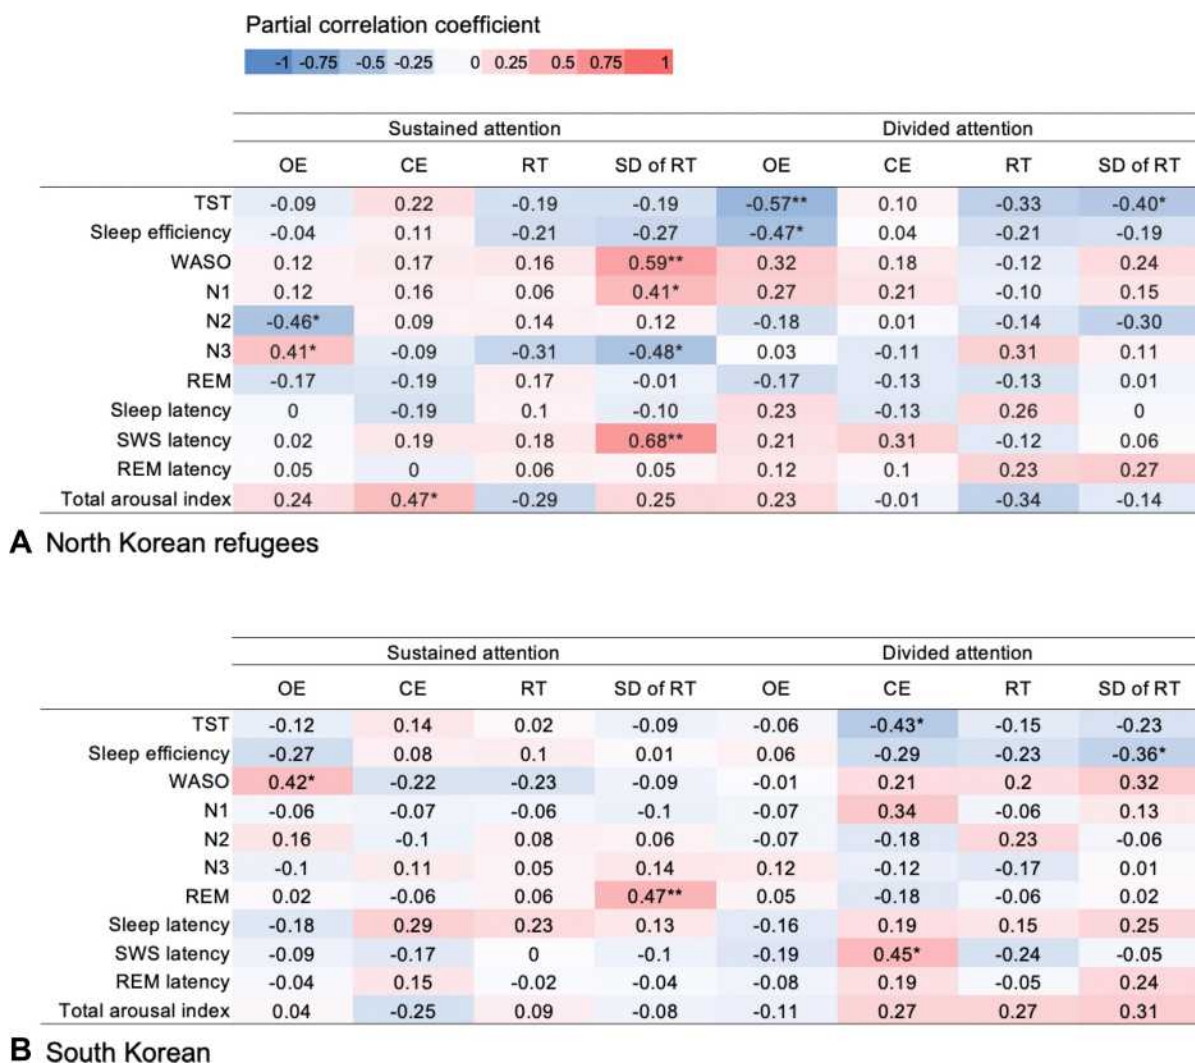 Partial correlation coefficient
-1 -0.75 -0.5 -0.25 0 0.25 0.5 0.75 1
Sustained attention Divided attention
OE CE RT SD of RT OE CE RT SD of RT
TST -0.09 0.22 -0.19 -0.19 -0.57** 0.10 -0.33 -0.40*
Sleep efficiency -0.04 0.11 -0.21 -0.27 -0.47* 0.04 -0.21 -0.19
WASO 0.12 0.17 0.16 0.59** 0.32 0.18 -0.12 0.24
N1 0.12 0.16 0.06 0.41* 0.27 0.21 -0.10 0.15
N2 -0.46* 0.09 0.14 0.12 -0.18 0.01 -0.14 -0.30
N3 0.41* -0.09 -0.31 -0.48* 0.03 -0.11 0.31 0.11
REM -0.17 -0.19 0.17 -0.01 -0.17 -0.13 -0.13 0.01
Sleep latency 0 -0.19 0.1 -0.10 0.23 -0.13 0.26 0
SWS latency 0.02 0.19 0.18 0.68** 0.21 0.31 -0.12 0.06
REM latency 0.05 0 0.06 0.05 0.12 0.1 0.23 0.27
Total arousal index 0.24 0.47* -0.29 0.25 0.23 -0.01 -0.34 -0.14
A North Korean refugees
Sustained attention Divided attention
OE CE RT SD of RT OE CE RT SD of RT
TST -0.12 0.14 0.02 -0.09 -0.06 -0.43* -0.15 -0.23
Sleep efficiency -0.27 0.08 0.1 0.01 0.06 -0.29 -0.23 -0.36*
WASO 0.42* -0.22 -0.23 -0.09 -0.01 0.21 0.2 0.32
N1 -0.06 -0.07 -0.06 -0.1 -0.07 0.34 -0.06 0.13
N2 0.16 -0.1 0.08 0.06 -0.07 -0.18 0.23 -0.06
N3 -0.1 0.11 0.05 0.14 0.12 -0.12 -0.17 0.01
REM 0.02 -0.06 0.06 0.47** 0.05 -0.18 -0.06 0.02
Sleep latency -0.18 0.29 0.23 0.13 -0.16 0.19 0.15 0.25
SWS latency -0.09 -0.17 0 -0.1 -0.19 0.45* -0.24 -0.05
REM latency -0.04 0.15 -0.02 -0.04 -0.08 0.19 -0.05 0.24
Total arousal index 0.04 -0.25 0.09 -0.08 -0.11 0.27 0.27 0.31
B South Korean